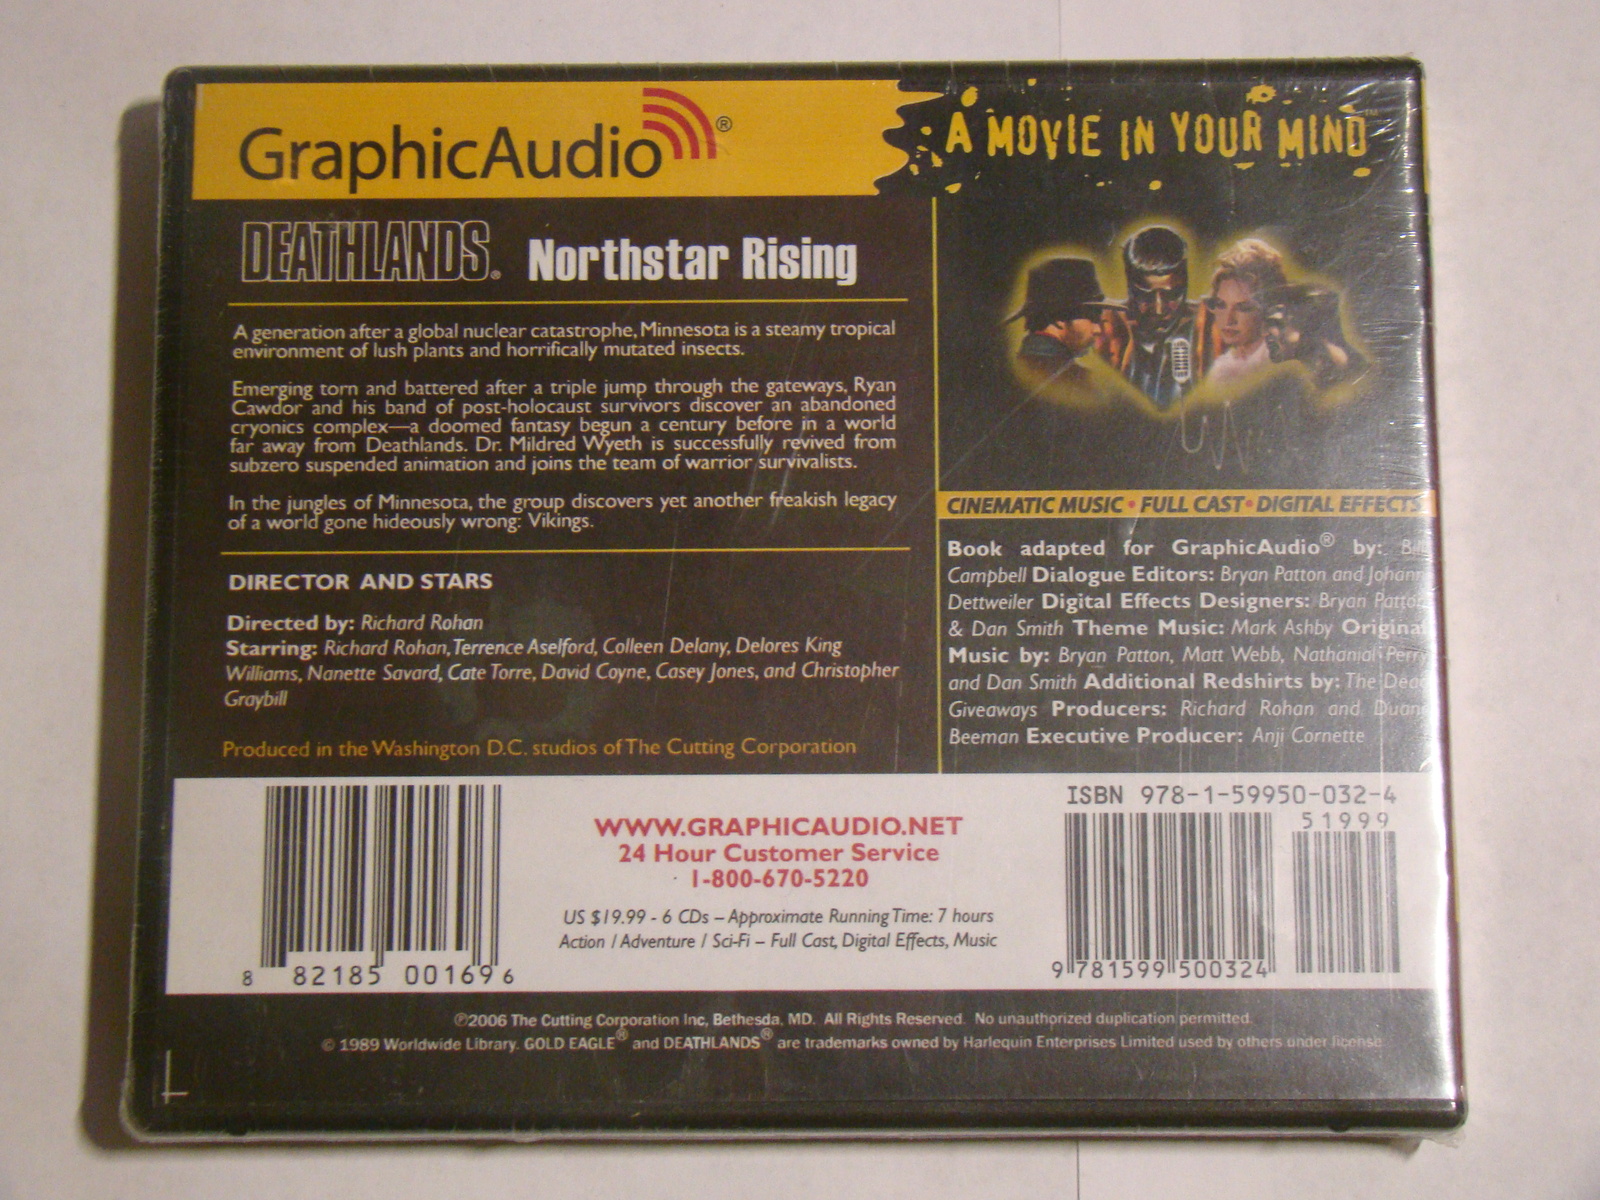 GraphicAudio®
A MOVIE IN YOUR MIND™
DEATHLANDS® Northstar Rising
A generation after a global nuclear catastrophe, Minnesota is a steamy tropical
environment of lush plants and horrifically mutated insects.
Emerging torn and battered after a triple jump through the gateways, Ryan
Cawdor and his band of post-holocaust survivors discover an abandoned
cryonics complex—a doomed fantasy begun a century before in a world
far away from Deathlands. Dr. Mildred Wyeth is successfully revived from
subzero suspended animation and joins the team of warrior survivalists.
In the jungles of Minnesota, the group discovers yet another freakish legacy
of a world gone hideously wrong: Vikings.
DIRECTOR AND STARS
Directed by: Richard Rohan
Starring: Richard Rohan, Terrence Aselford, Colleen Delany, Delores King
Williams, Nanette Savard, Cate Torre, David Coyne, Casey Jones, and Christopher
Graybill
Produced in the Washington D.C. studios of The Cutting Corporation
CINEMATIC MUSIC • FULL CAST • DIGITAL EFFECTS
Book adapted for GraphicAudio® by:
Campbell Dialogue Editors: Bryan Patton and Johann
Dettweiler Digital Effects Designers: Bryan Patton
& Dan Smith Theme Music: Mark Ashby Original
Music by: Bryan Patton, Matt Webb, Nathanial Perry
and Dan Smith Additional Redshirts by: The Dead
Giveaways Producers: Richard Rohan and Duane
Beeman Executive Producer: Anji Cornette
8 82185 00169 6
WWW.GRAPHICAUDIO.NET
24 Hour Customer Service
1-800-670-5220
US $19.99 - 6 CDs – Approximate Running Time: 7 hours
Action / Adventure / Sci-Fi – Full Cast, Digital Effects, Music
ISBN 978-1-59950-032-4
51999
9 781599 500324
℗2006 The Cutting Corporation Inc, Bethesda, MD. All Rights Reserved. No unauthorized duplication permitted.
© 1989 Worldwide Library. GOLD EAGLE® and DEATHLANDS® are trademarks owned by Harlequin Enterprises Limited used by others under license.